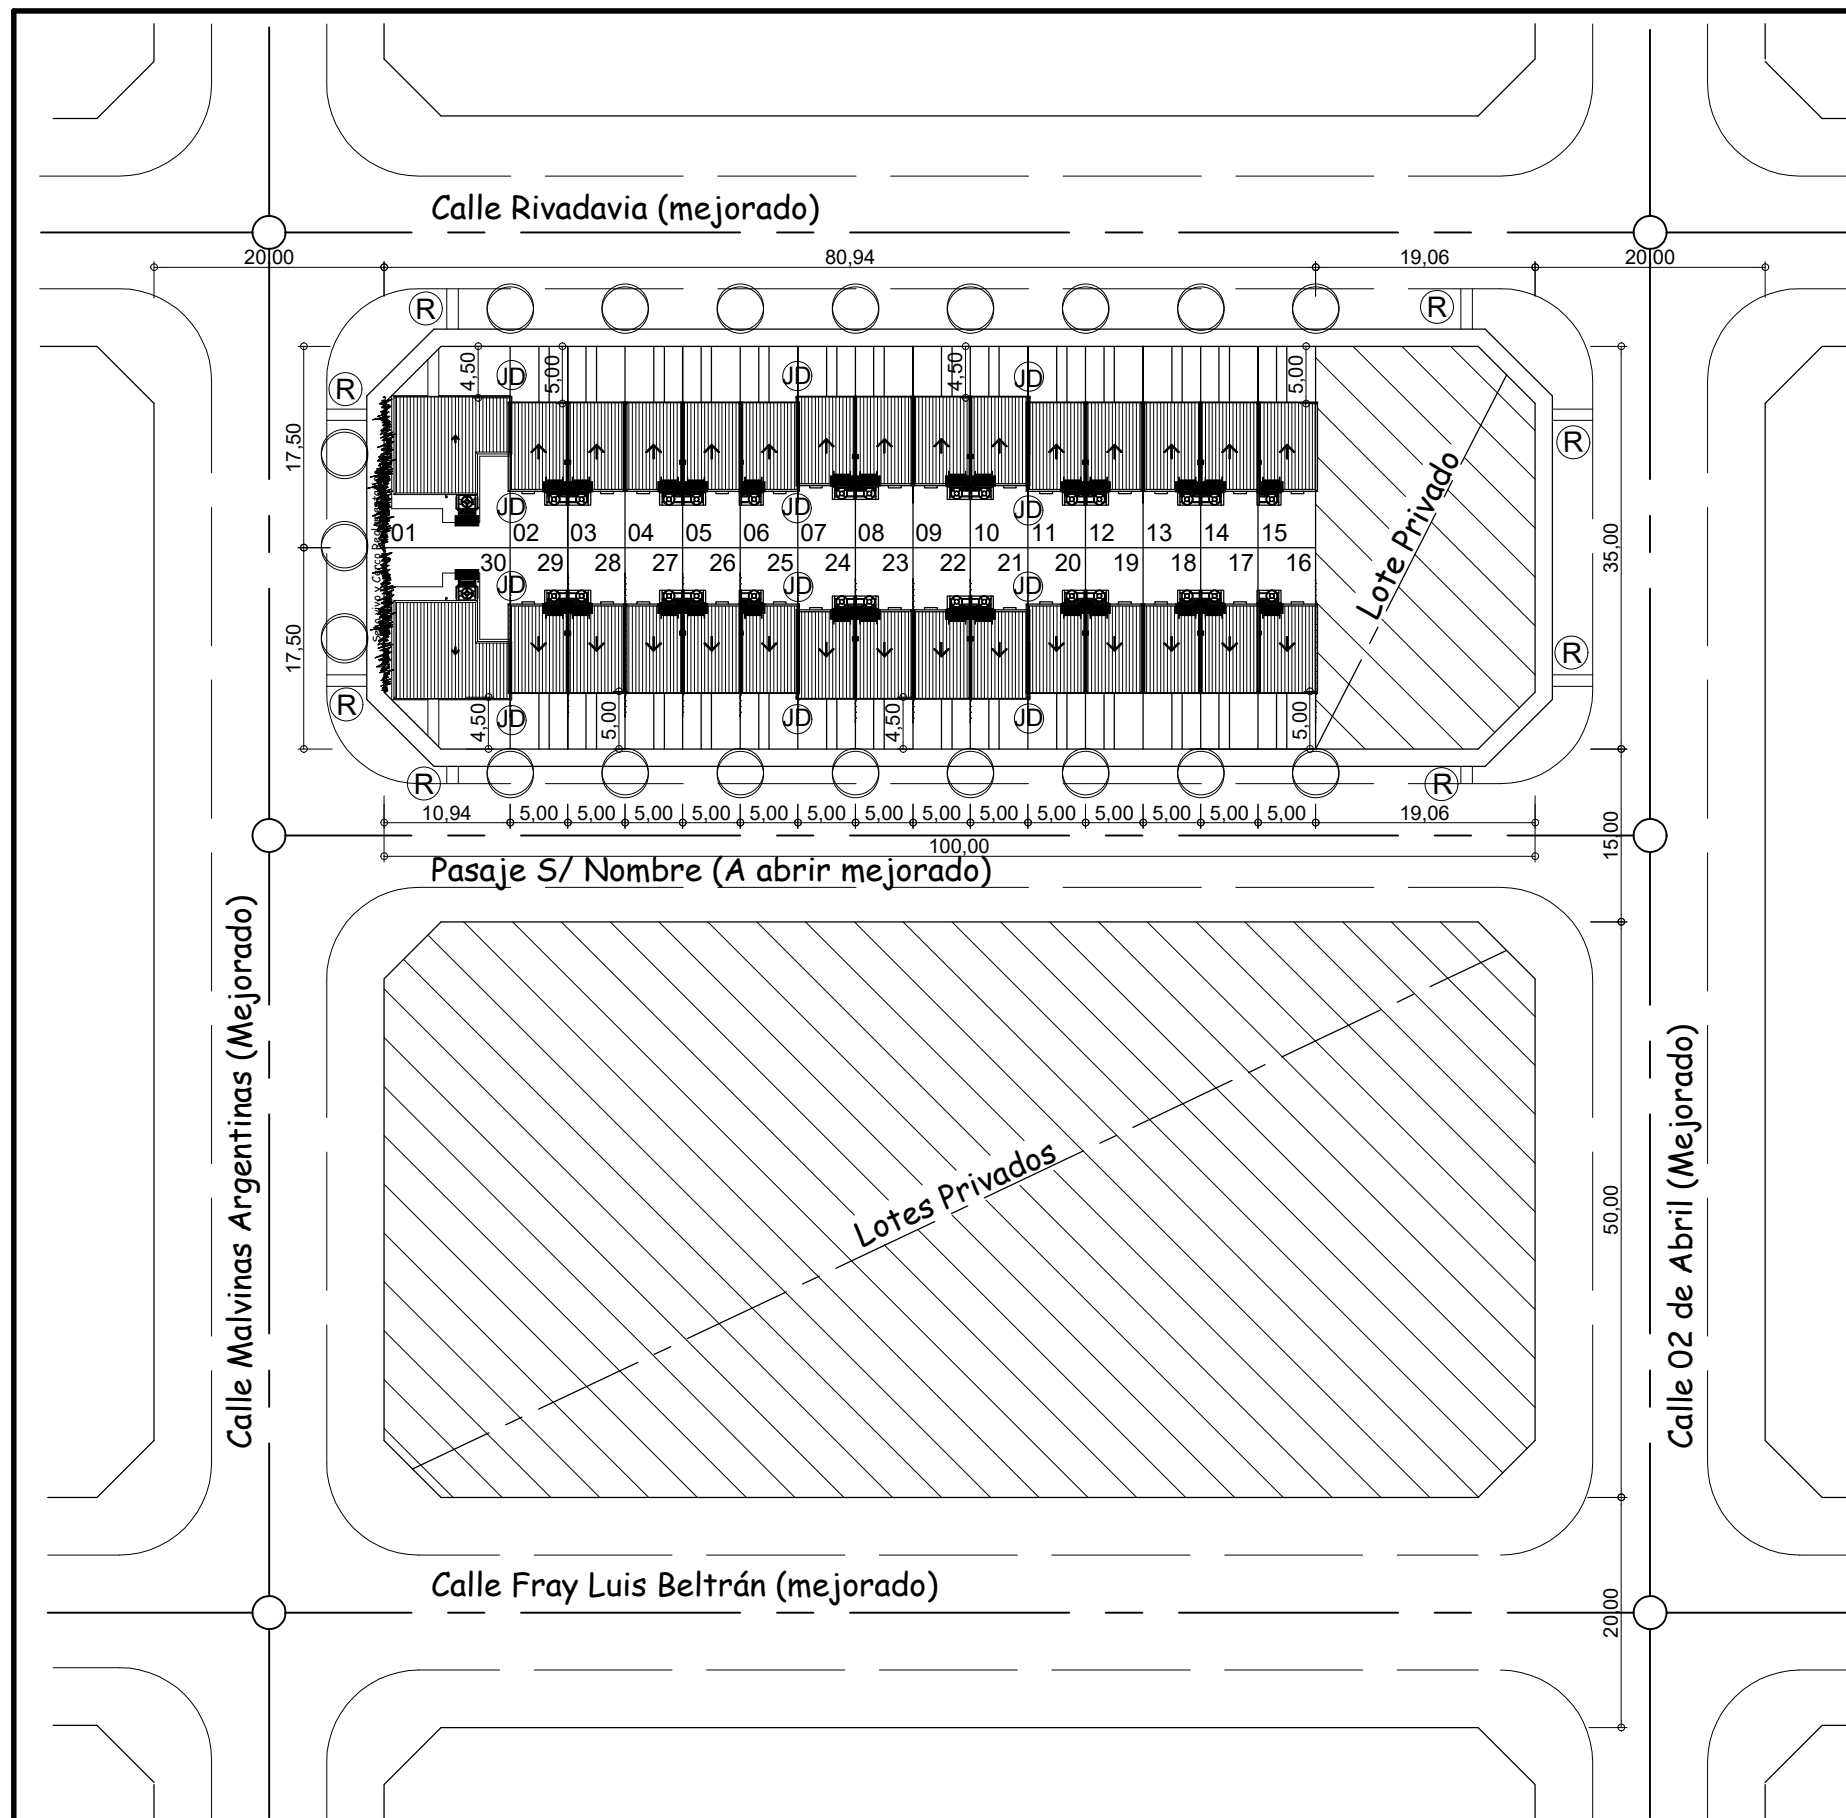 Calle Rivadavia (mejorado)
20,00
80,94
19,06
20,00
R
R
R
4,50
JD
5,00
JD
4,50
JD
5,00
17,50
R
JD
JD
JD
Lote Privado
35,00
01
02
03
04
05
06
07
08
09
10
11
12
13
14
15
30
29
28
27
26
25
24
23
22
21
20
19
18
17
16
JD
JD
JD
17,50
R
R
4,50
JD
5,00
JD
4,50
JD
5,00
R
R
10,94
5,00
5,00
5,00
5,00
5,00
5,00
5,00
5,00
5,00
5,00
5,00
5,00
5,00
5,00
19,06
15,00
100,00
Pasaje S/ Nombre (A abrir mejorado)
Calle Malvinas Argentinas (Mejorado)
Lotes Privados
50,00
Calle 02 de Abril (Mejorado)
Calle Fray Luis Beltrán (mejorado)
20,00